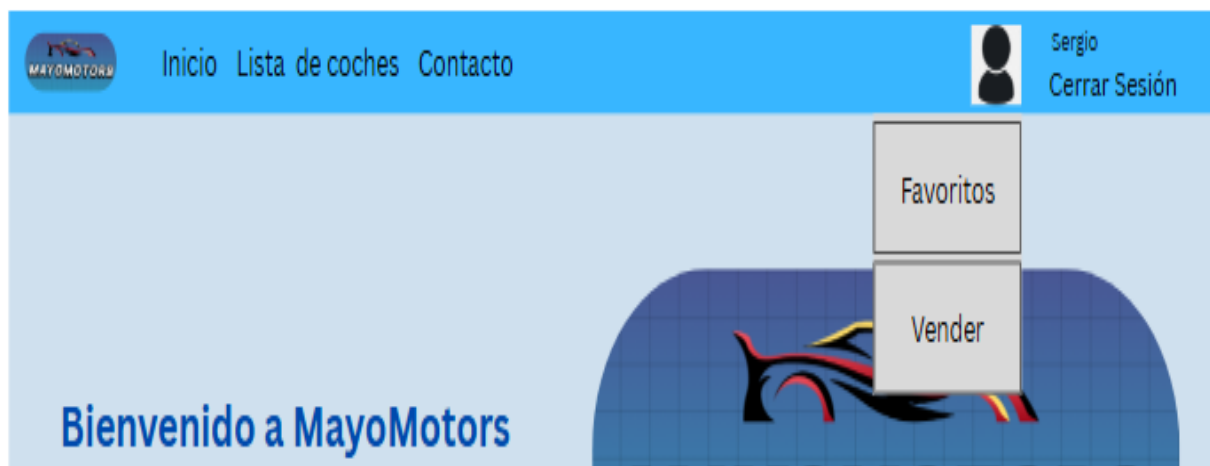 MAYOMOTORS
Inicio Lista de coches Contacto
Sergio
Cerrar Sesión
Favoritos
Vender
Bienvenido a MayoMotors